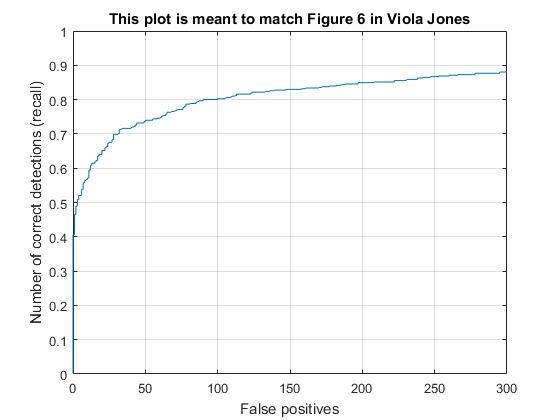 This plot is meant to match Figure 6 in Viola Jones
Number of correct detections (recall)
1
0.9
0.8
0.7
0.6
0.5
0.4
0.3
0.2
0.1
0
0 50 100 150 200 250 300
False positives